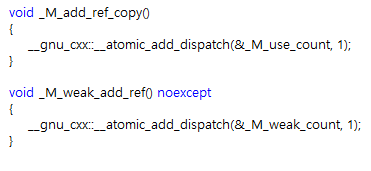 void _M_add_ref_copy()
{
__gnu_cxx::__atomic_add_dispatch(&_M_use_count, 1);
}
void _M_weak_add_ref() noexcept
{
__gnu_cxx::__atomic_add_dispatch(&_M_weak_count, 1);
}